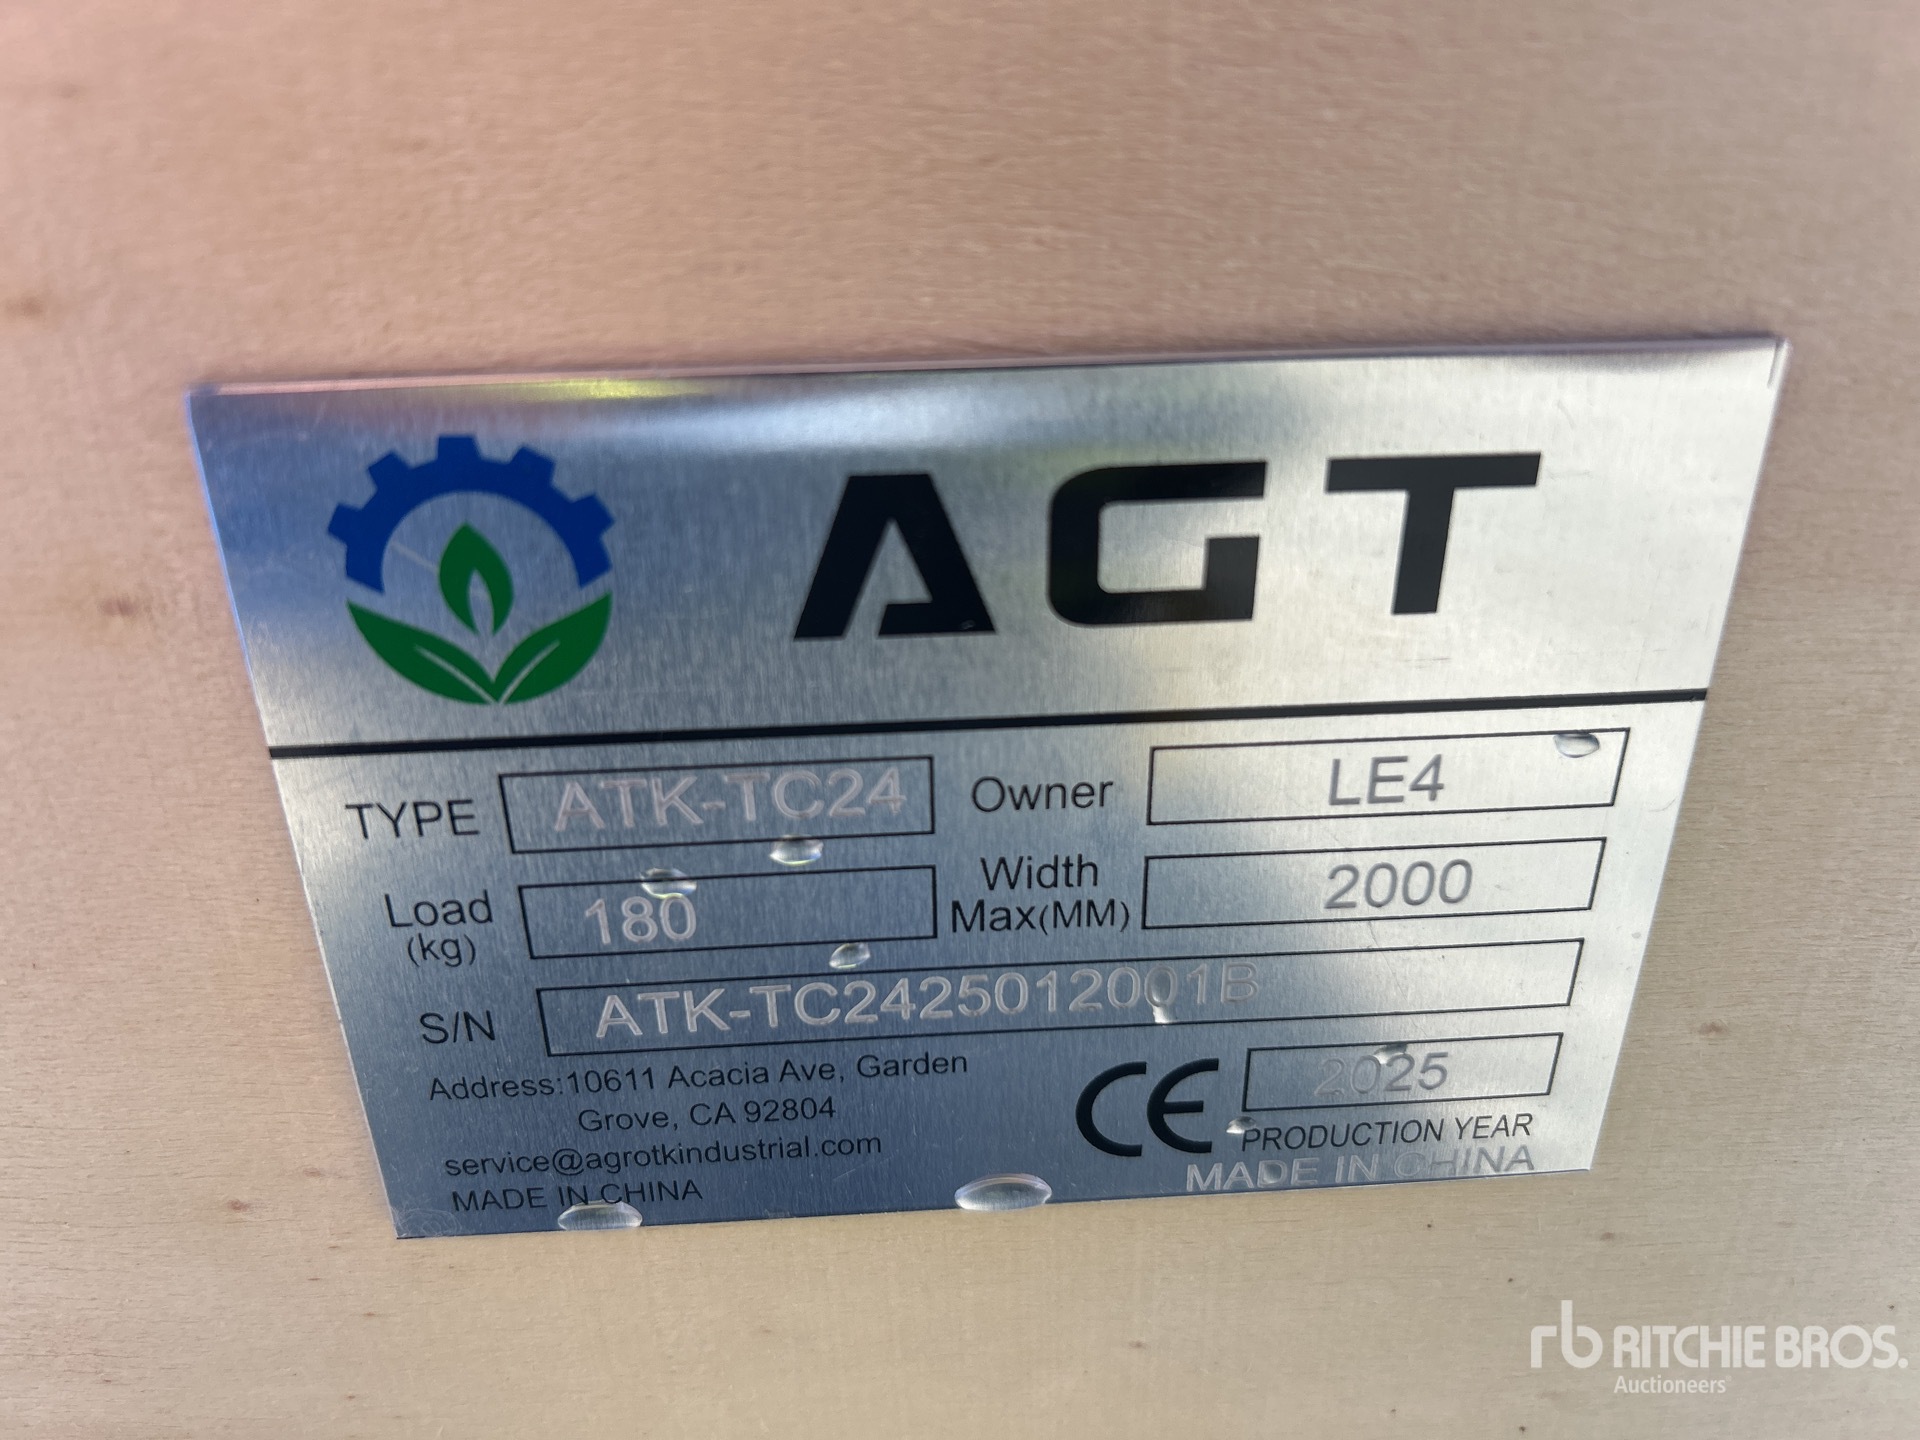 AGT
TYPE ATK-TC24 Owner LE4
Load (kg) 180 Width Max(MM) 2000
S/N ATK-TC2425012001B
Address:10611 Acacia Ave, Garden
Grove, CA 92804
service@agrotkindustrial.com
MADE IN CHINA
CE 2025
PRODUCTION YEAR
MADE IN CHINA
rb RITCHIE BROS.
Auctioneers